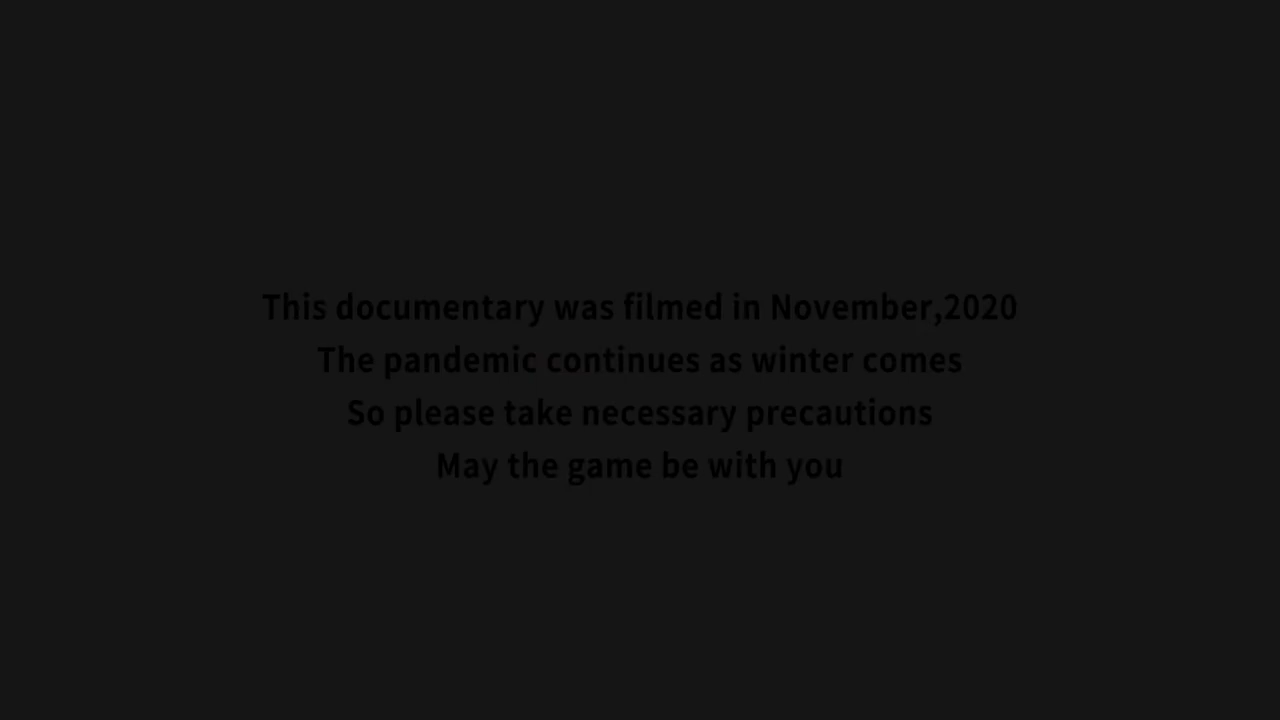 This documentary was filmed in November,2020
The pandemic continues as winter comes
So please take necessary precautions
May the game be with you